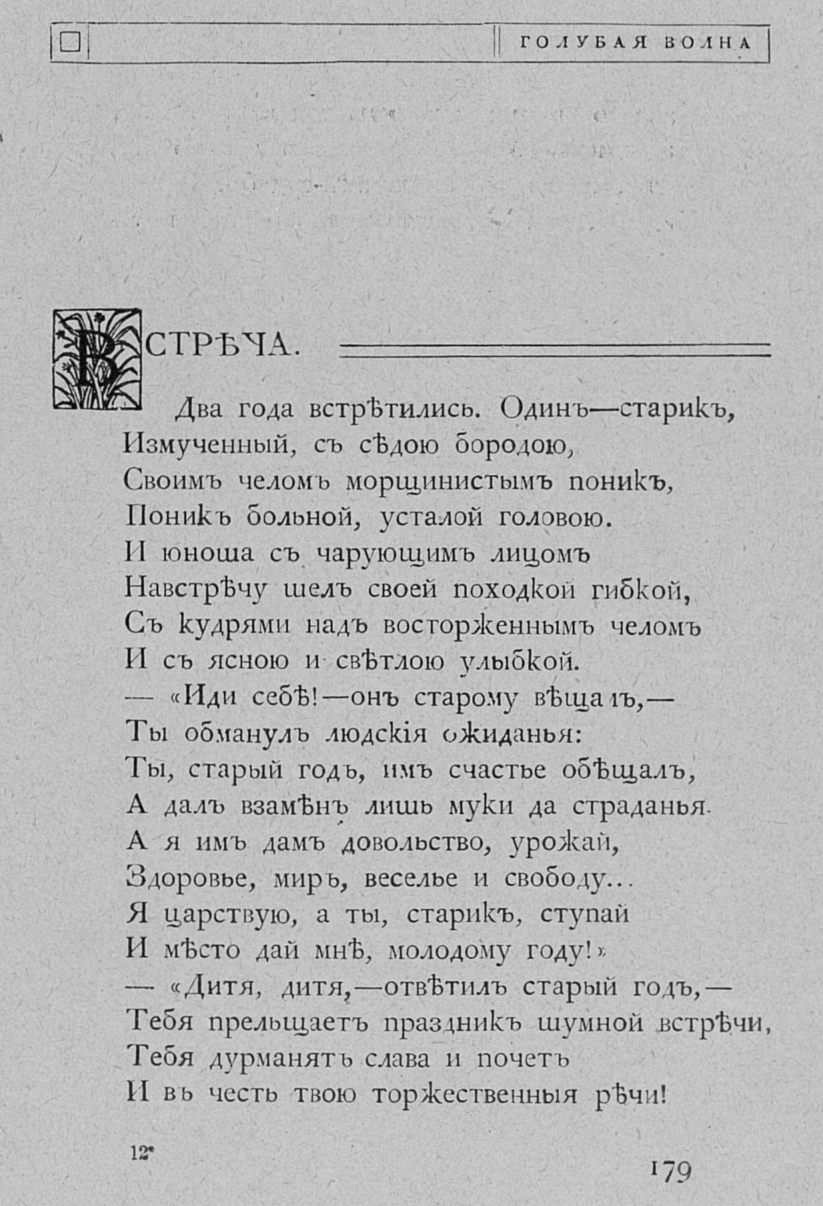 ГОЛУБАЯ ВОЛНА
ВСТРѢЧА.
Два года встрѣтились. Одинъ—старикъ,
Измученный, съ сѣдою бородою,
Своимъ челомъ морщинистымъ поникъ,
Поникъ больной, усталой головою.
И юноша съ чарующимъ лицомъ
Навстрѣчу шелъ своей походкой гибкой,
Съ кудрями надъ восторженнымъ челомъ
И съ ясною и свѣтлою улыбкой.
— «Иди себѣ!—онъ старому вѣщалъ,—
Ты обманулъ людскія ожиданья:
Ты, старый годъ, имъ счастье обѣщалъ,
А далъ взамѣнъ лишь муки да страданья.
А я имъ дамъ довольство, урожай,
Здоровье, миръ, веселье и свободу...
Я царствую, а ты, старикъ, ступай
И мѣсто дай мнѣ, молодому году!»
— «Дитя, дитя,—отвѣтилъ старый годъ,—
Тебя прельщаетъ праздникъ шумной встрѣчи,
Тебя дурманятъ слава и почетъ
И въ честь твою торжественныя рѣчи!
12*
179